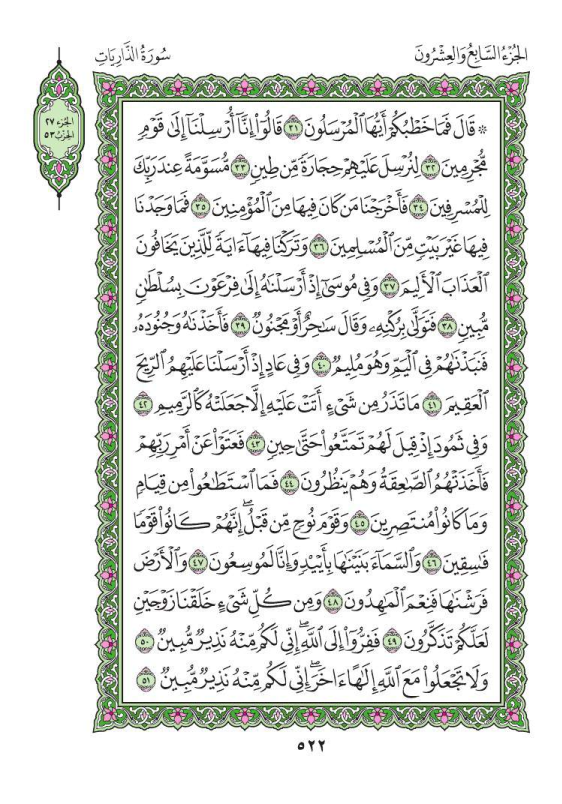 الجُزْءُ السَّابِعُ وَالعِشْرُونَ
سُورَةُ الذَّارِيَاتِ
الجزء ٢٧
الحزب ٥٣
۞ قَالَ فَمَا خَطْبُكُمْ أَيُّهَا ٱلْمُرْسَلُونَ ٣١ قَالُوٓا۟ إِنَّآ أُرْسِلْنَآ إِلَىٰ قَوْمٍ
مُّجْرِمِينَ ٣٢ لِنُرْسِلَ عَلَيْهِمْ حِجَارَةً مِّن طِينٍ ٣٣ مُّسَوَّمَةً عِندَ رَبِّكَ
لِلْمُسْرِفِينَ ٣٤ فَأَخْرَجْنَا مَن كَانَ فِيهَا مِنَ ٱلْمُؤْمِنِينَ ٣٥ فَمَا وَجَدْنَا
فِيهَا غَيْرَ بَيْتٍ مِّنَ ٱلْمُسْلِمِينَ ٣٦ وَتَرَكْنَا فِيهَآ ءَايَةً لِّلَّذِينَ يَخَافُونَ
ٱلْعَذَابَ ٱلْأَلِيمَ ٣٧ وَفِى مُوسَىٰٓ إِذْ أَرْسَلْنَٰهُ إِلَىٰ فِرْعَوْنَ بِسُلْطَٰنٍ
مُّبِينٍ ٣٨ فَتَوَلَّىٰ بِرُكْنِهِۦ وَقَالَ سَٰحِرٌ أَوْ مَجْنُونٌ ٣٩ فَأَخَذْنَٰهُ وَجُنُودَهُۥ
فَنَبَذْنَٰهُمْ فِى ٱلْيَمِّ وَهُوَ مُلِيمٌ ٤٠ وَفِى عَادٍ إِذْ أَرْسَلْنَا عَلَيْهِمُ ٱلرِّيحَ
ٱلْعَقِيمَ ٤١ مَا تَذَرُ مِن شَىْءٍ أَتَتْ عَلَيْهِ إِلَّا جَعَلَتْهُ كَٱلرَّمِيمِ ٤٢
وَفِى ثَمُودَ إِذْ قِيلَ لَهُمْ تَمَتَّعُوا۟ حَتَّىٰ حِينٍ ٤٣ فَعَتَوْا۟ عَنْ أَمْرِ رَبِّهِمْ
فَأَخَذَتْهُمُ ٱلصَّٰعِقَةُ وَهُمْ يَنظُرُونَ ٤٤ فَمَا ٱسْتَطَٰعُوا۟ مِن قِيَامٍ
وَمَا كَانُوا۟ مُنتَصِرِينَ ٤٥ وَقَوْمَ نُوحٍ مِّن قَبْلُ ۖ إِنَّهُمْ كَانُوا۟ قَوْمًا
فَٰسِقِينَ ٤٦ وَٱلسَّمَآءَ بَنَيْنَٰهَا بِأَيْي۟دٍ وَإِنَّا لَمُوسِعُونَ ٤٧ وَٱلْأَرْضَ
فَرَشْنَٰهَا فَنِعْمَ ٱلْمَٰهِدُونَ ٤٨ وَمِن كُلِّ شَىْءٍ خَلَقْنَا زَوْجَيْنِ
لَعَلَّكُمْ تَذَكَّرُونَ ٤٩ فَفِرُّوٓا۟ إِلَى ٱللَّهِ ۖ إِنِّى لَكُم مِّنْهُ نَذِيرٌ مُّبِينٌ ٥٠
وَلَا تَجْعَلُوا۟ مَعَ ٱللَّهِ إِلَٰهًا ءَاخَرَ ۖ إِنِّى لَكُم مِّنْهُ نَذِيرٌ مُّبِينٌ ٥١
٥٢٢